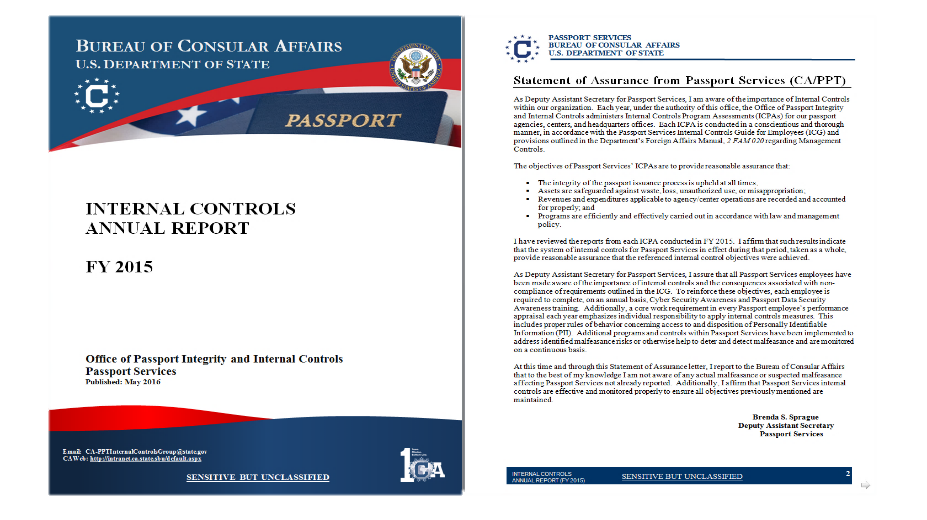 BUREAU OF CONSULAR AFFAIRS
U.S. DEPARTMENT OF STATE
C
PASSPORT
INTERNAL CONTROLS
ANNUAL REPORT
FY 2015
Office of Passport Integrity and Internal Controls
Passport Services
Published: May 2016
Email: CA-PPTInternalControlsGroup@state.gov
CAWeb: http://intranet.ca.state.sbu/default.aspx
SENSITIVE BUT UNCLASSIFIED
1CA
C
PASSPORT SERVICES
BUREAU OF CONSULAR AFFAIRS
U.S. DEPARTMENT OF STATE
Statement of Assurance from Passport Services (CA/PPT)
As Deputy Assistant Secretary for Passport Services, I am aware of the importance of Internal Controls
within our organization. Each year, under the authority of this office, the Office of Passport Integrity
and Internal Controls administers Internal Controls Program Assessments (ICPAs) for our passport
agencies, centers, and headquarters offices. Each ICPA is conducted in a conscientious and thorough
manner, in accordance with the Passport Services Internal Controls Guide for Employees (ICG) and
provisions outlined in the Department's Foreign Affairs Manual, 2 FAM 020 regarding Management
Controls.
The objectives of Passport Services' ICPAs are to provide reasonable assurance that:
• The integrity of the passport issuance process is upheld at all times;
• Assets are safeguarded against waste, loss, unauthorized use, or misappropriation;
• Revenues and expenditures applicable to agency/center operations are recorded and accounted
for properly; and
• Programs are efficiently and effectively carried out in accordance with law and management
policy.
I have reviewed the reports from each ICPA conducted in FY 2015. I affirm that such results indicate
that the system of internal controls for Passport Services in effect during that period, taken as a whole,
provide reasonable assurance that the referenced internal control objectives were achieved.
As Deputy Assistant Secretary for Passport Services, I assure that all Passport Services employees have
been made aware of the importance of internal controls and the consequences associated with non-
compliance of requirements outlined in the ICG. To reinforce these objectives, each employee is
required to complete, on an annual basis, Cyber Security Awareness and Passport Data Security
Awareness training. Additionally, a core work requirement in every Passport employee's performance
appraisal each year emphasizes individual responsibility to apply internal controls measures. This
includes proper rules of behavior concerning access to and disposition of Personally Identifiable
Information (PII). Additional programs and controls within Passport Services have been implemented to
address identified malfeasance risks or otherwise help to deter and detect malfeasance and are monitored
on a continuous basis.
At this time and through this Statement of Assurance letter, I report to the Bureau of Consular Affairs
that to the best of my knowledge I am not aware of any actual malfeasance or suspected malfeasance
affecting Passport Services not already reported. Additionally, I affirm that Passport Services internal
controls are effective and monitored properly to ensure all objectives previously mentioned are
maintained.
Brenda S. Sprague
Deputy Assistant Secretary
Passport Services
INTERNAL CONTROLS
ANNUAL REPORT (FY 2015)
SENSITIVE BUT UNCLASSIFIED
2